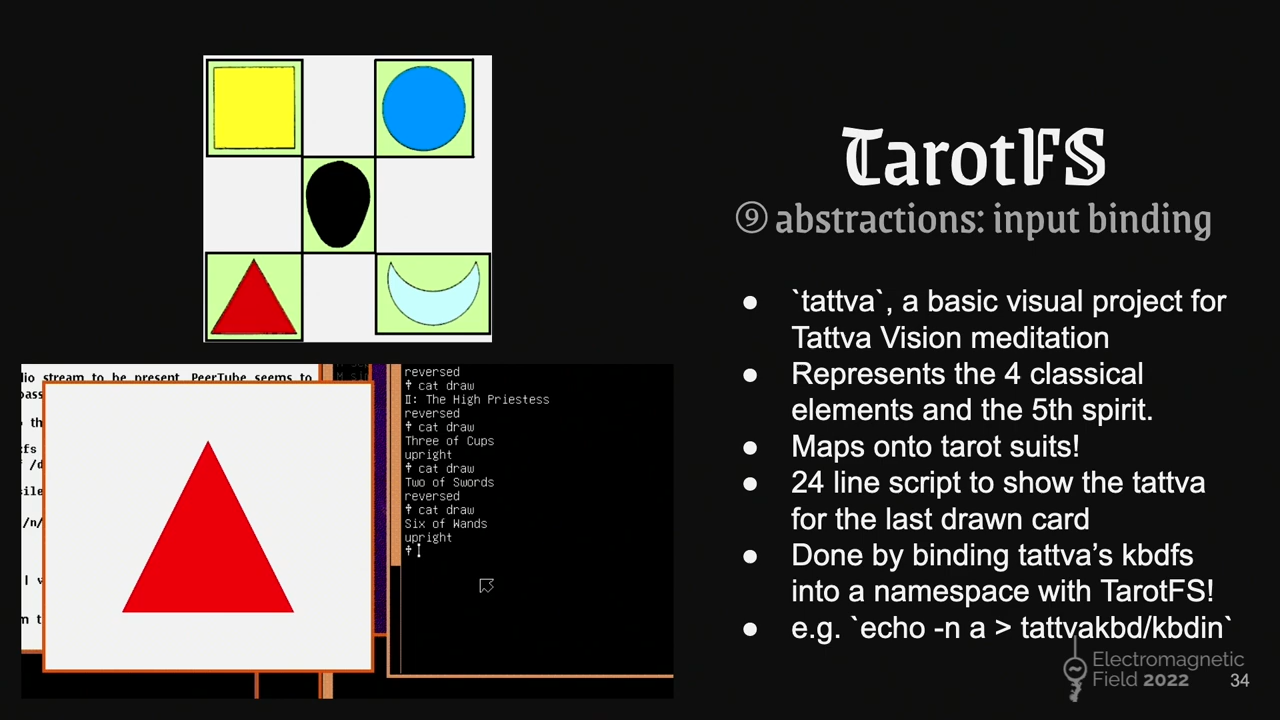 TarotFS
⑨ abstractions: input binding
● `tattva`, a basic visual project for
Tattva Vision meditation
● Represents the 4 classical
elements and the 5th spirit.
● Maps onto tarot suits!
● 24 line script to show the tattva
for the last drawn card
● Done by binding tattva’s kbdfs
into a namespace with TarotFS!
● e.g. `echo -n a > tattvakbd/kbdin`
dio stream to be present. PeerTube seems to
reversed
† cat draw
II: The High Priestess
reversed
† cat draw
Three of Cups
upright
† cat draw
Two of Swords
reversed
† cat draw
Six of Wands
upright
†
Electromagnetic
Field 2022
34